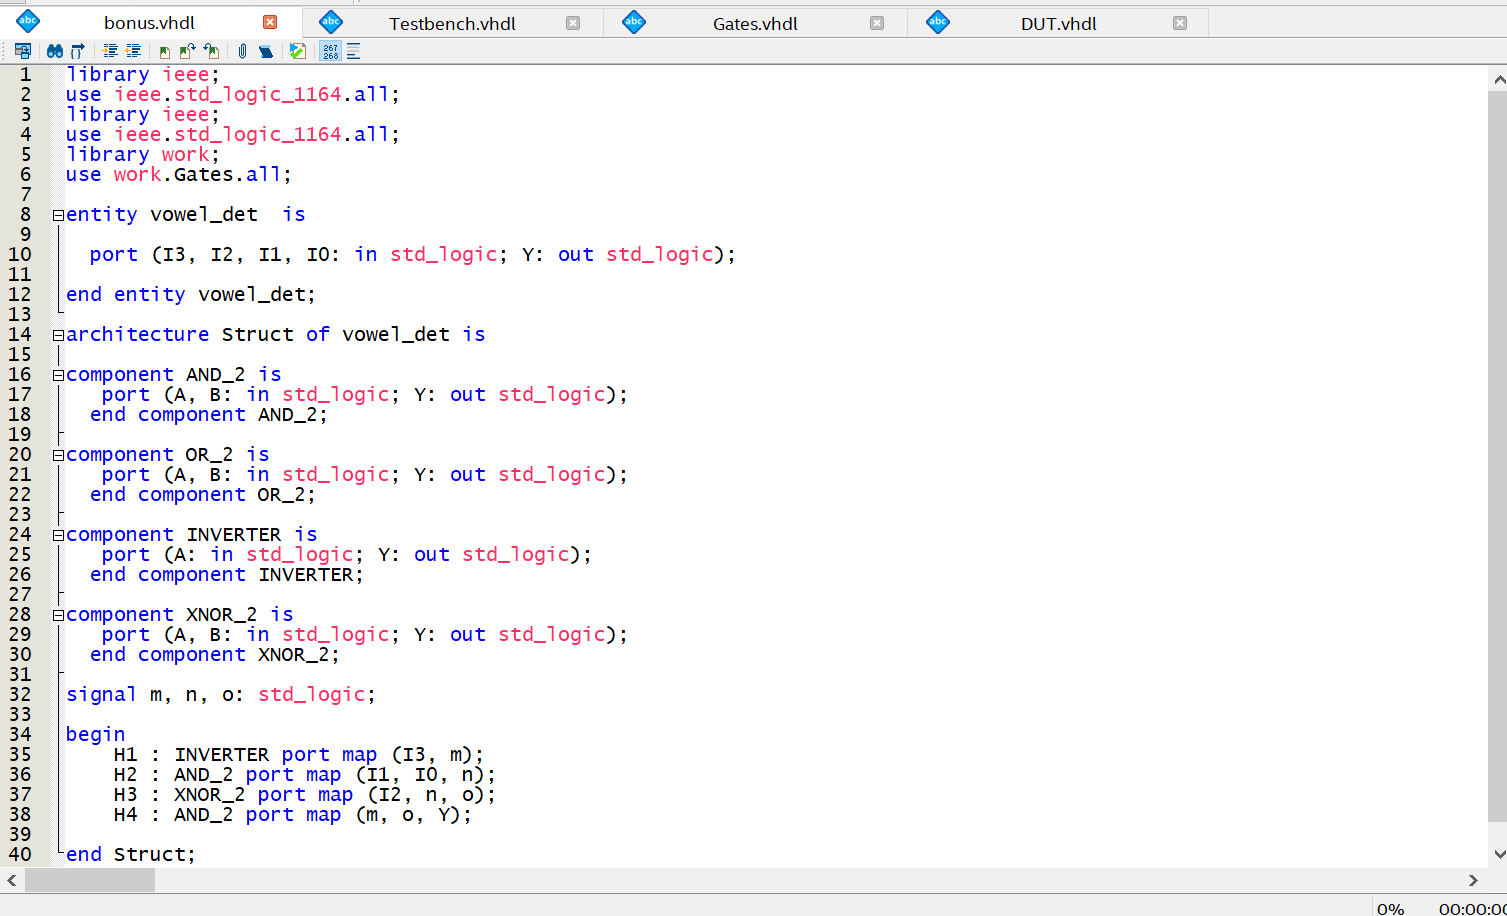 abc bonus.vhdl abc Testbench.vhdl abc Gates.vhdl abc DUT.vhdl
267
268
1 library ieee;
2 use ieee.std_logic_1164.all;
3 library ieee;
4 use ieee.std_logic_1164.all;
5 library work;
6 use work.Gates.all;
7
8 entity vowel_det  is
9
10   port (I3, I2, I1, I0: in std_logic; Y: out std_logic);
11
12 end entity vowel_det;
13
14 architecture Struct of vowel_det is
15
16 component AND_2 is
17    port (A, B: in std_logic; Y: out std_logic);
18   end component AND_2;
19
20 component OR_2 is
21    port (A, B: in std_logic; Y: out std_logic);
22   end component OR_2;
23
24 component INVERTER is
25    port (A: in std_logic; Y: out std_logic);
26   end component INVERTER;
27
28 component XNOR_2 is
29    port (A, B: in std_logic; Y: out std_logic);
30   end component XNOR_2;
31
32 signal m, n, o: std_logic;
33
34 begin
35     H1 : INVERTER port map (I3, m);
36     H2 : AND_2 port map (I1, I0, n);
37     H3 : XNOR_2 port map (I2, n, o);
38     H4 : AND_2 port map (m, o, Y);
39
40 end Struct;
0% 00:00:00